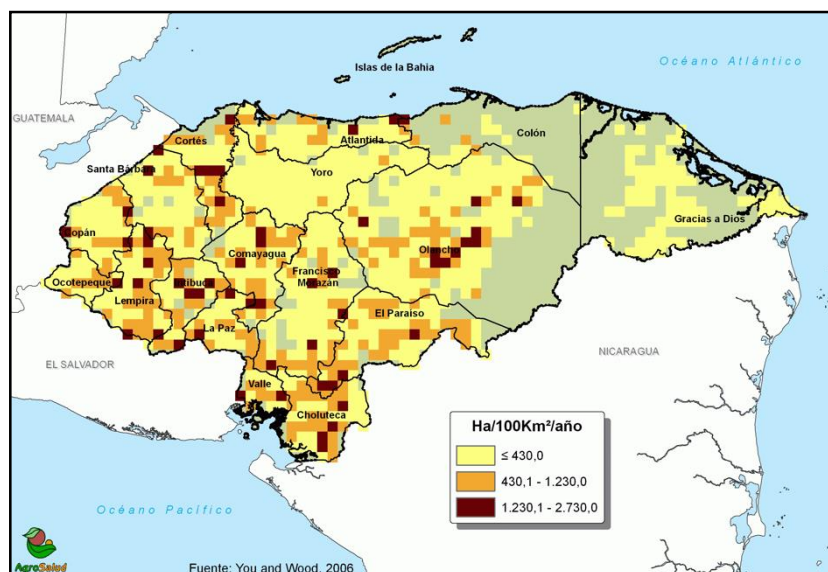 Islas de la Bahia
Océano Atlántico
GUATEMALA
Cortés
Atlantida
Colón
Santa Bárbara
Yoro
Gracias a Dios
Copán
Comayagua
Olancho
Ocotepeque
Intibucá
Francisco
Morazán
Lempira
El Paraíso
La Paz
EL SALVADOR
NICARAGUA
Valle
Choluteca
Ha/100Km²/año
≤ 430,0
430,1 - 1.230,0
1.230,1 - 2.730,0
Océano Pacífico
AgroSalud
Fuente: You and Wood, 2006